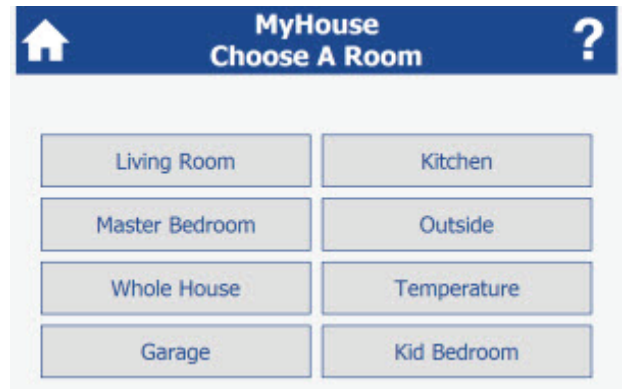 MyHouse
?
Choose A Room
Living Room
Kitchen
Master Bedroom
Outside
Whole House
Temperature
Garage
Kid Bedroom